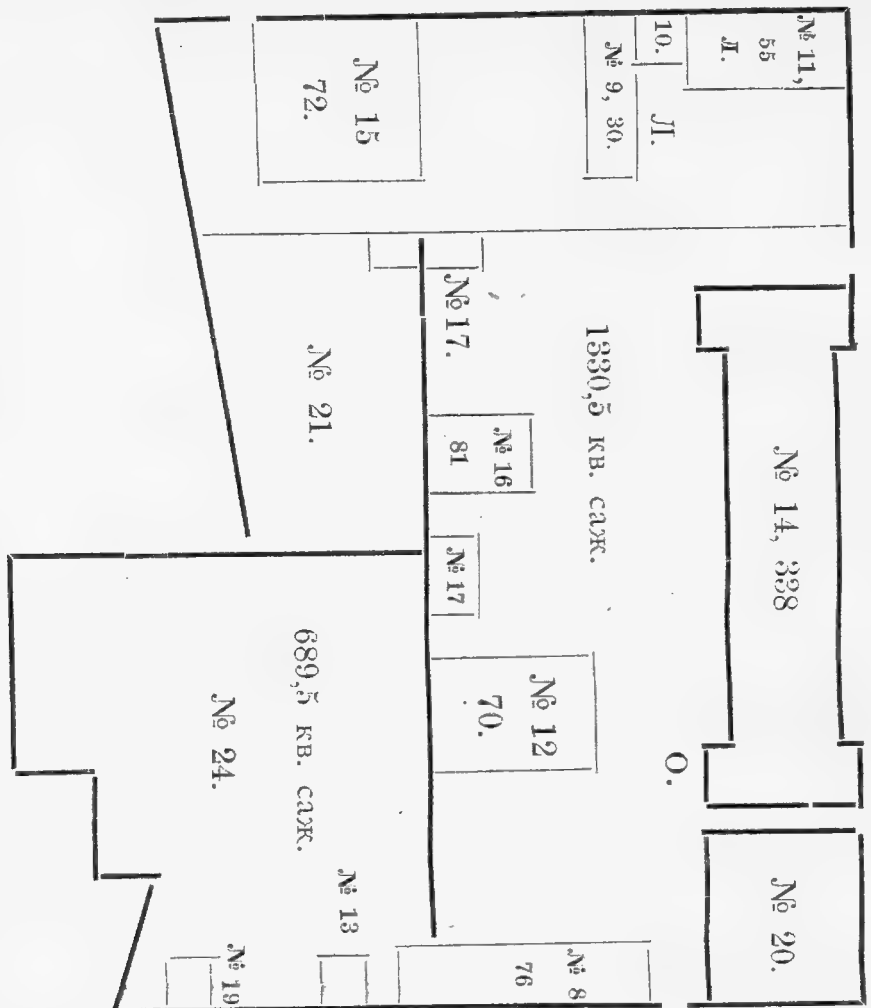 № 11,
55
Л.
10.
№ 9, 30.
Л.
№ 15
72.
№ 17.
1330,5 кв. саж.
№ 14, 338
№ 21.
№ 16
81
№ 17
№ 12
70.
О.
689,5 кв. саж.
№ 24.
№ 13
№ 19
№ 8
76
№ 20.